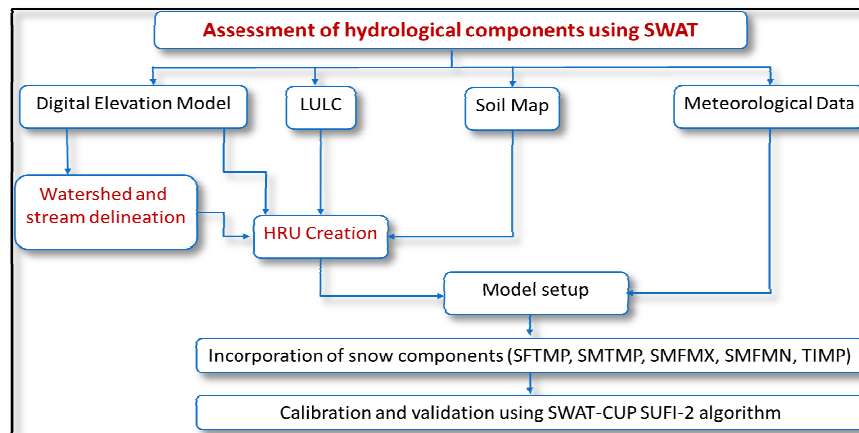 Assessment of hydrological components using SWAT
Digital Elevation Model
LULC
Soil Map
Meteorological Data
Watershed and
stream delineation
HRU Creation
Model setup
Incorporation of snow components (SFTMP, SMTMP, SMFMX, SMFMN, TIMP)
Calibration and validation using SWAT-CUP SUFI-2 algorithm